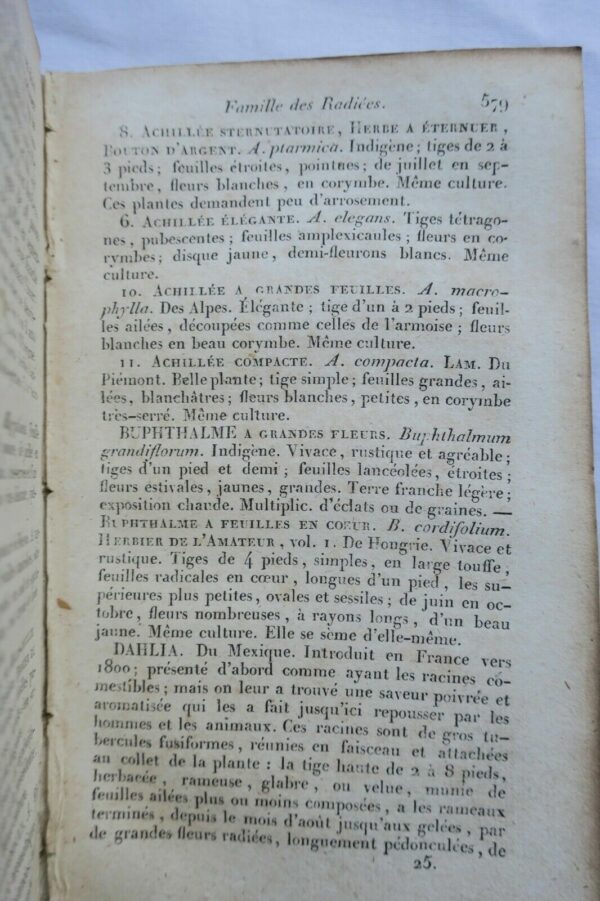 Famille des Radiées. 579
8. Achillée sternutatoire, Herbe a éternuer,
Bouton d'argent. A. ptarmica. Indigène; tiges de 2 à
3 pieds; feuilles étroites, pointues; de juillet en sep-
tembre, fleurs blanches, en corymbe. Même culture.
Ces plantes demandent peu d'arrosement.
6. Achillée élégante. A. elegans. Tiges tétrago-
nes, pubescentes; feuilles amplexicaules; fleurs en co-
rymbes; disque jaune, demi-fleurons blancs. Même
culture.
10. Achillée a grandes feuilles. A. macro-
phylla. Des Alpes. Élégante; tige d'un à 2 pieds; feuil-
les ailées, découpées comme celles de l'armoise; fleurs
blanches en beau corymbe. Même culture.
11. Achillée compacte. A. compacta. Lam. Du
Piémont. Belle plante; tige simple; feuilles grandes, ai-
lées, blanchâtres; fleurs blanches, petites, en corymbe
très-serré. Même culture.
BUPHTHALME a grandes fleurs. Buphthalmum
grandiflorum. Indigène. Vivace, rustique et agréable;
tiges d'un pied et demi; feuilles lancéolées, étroites;
fleurs estivales, jaunes, grandes. Terre franche légère;
exposition chaude. Multiplic. d'éclats ou de graines. —
Buphthalme a feuilles en coeur. B. cordifolium.
Herbier de l'Amateur, vol. 1. De Hongrie. Vivace et
rustique. Tiges de 4 pieds, simples, en large touffe,
feuilles radicales en cœur, longues d'un pied, les su-
périeures plus petites, ovales et sessiles; de juin en oc-
tobre, fleurs nombreuses, à rayons longs, d'un beau
jaune. Même culture. Elle se sème d'elle-même.
DAHLIA. Du Mexique. Introduit en France vers
1800; présenté d'abord comme ayant les racines co-
mestibles; mais on leur a trouvé une saveur poivrée et
aromatisée qui les a fait jusqu'ici repousser par les
hommes et les animaux. Ces racines sont de gros tu-
bercules fusiformes, réunies en faisceau et attachées
au collet de la plante: la tige haute de 2 à 8 pieds,
herbacée, rameuse, glabre, ou velue, munie de
feuilles ailées plus ou moins composées, a les rameaux
terminés, depuis le mois d'août jusqu'aux gelées, par
de grandes fleurs radiées, longuement pédonculées, de
25.